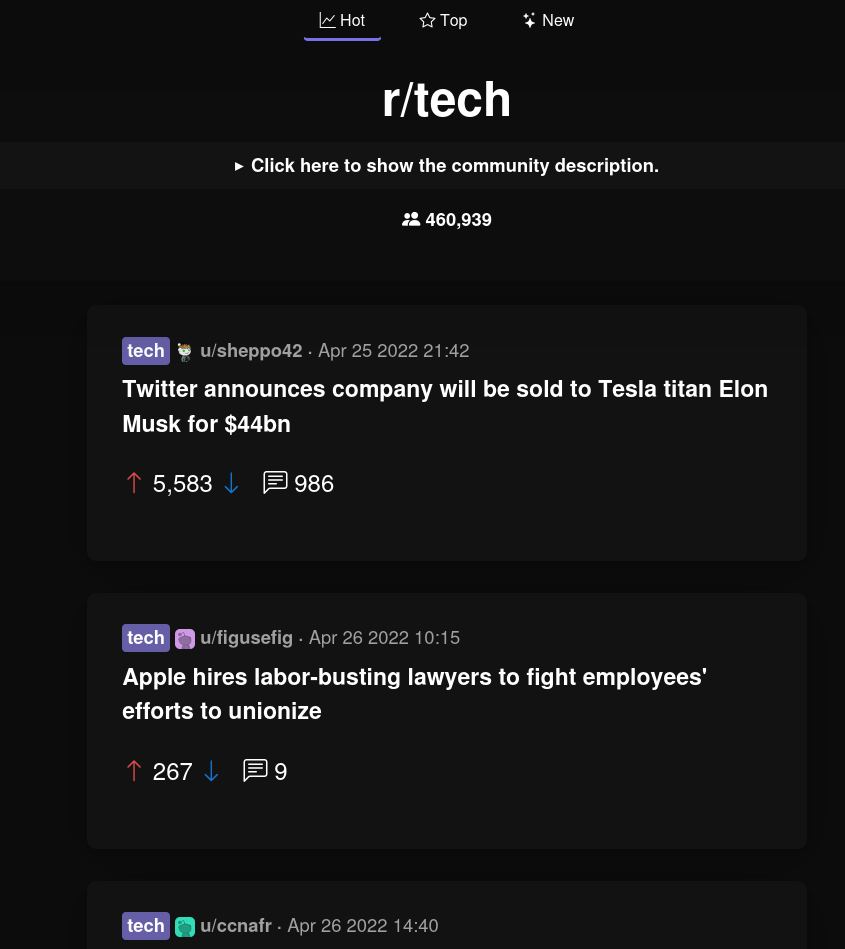 Hot Top New
r/tech
▸ Click here to show the community description.
460,939
tech u/sheppo42 · Apr 25 2022 21:42
Twitter announces company will be sold to Tesla titan Elon
Musk for $44bn
↑ 5,583 ↓ 986
tech u/figusefig · Apr 26 2022 10:15
Apple hires labor-busting lawyers to fight employees'
efforts to unionize
↑ 267 ↓ 9
tech u/ccnafr · Apr 26 2022 14:40